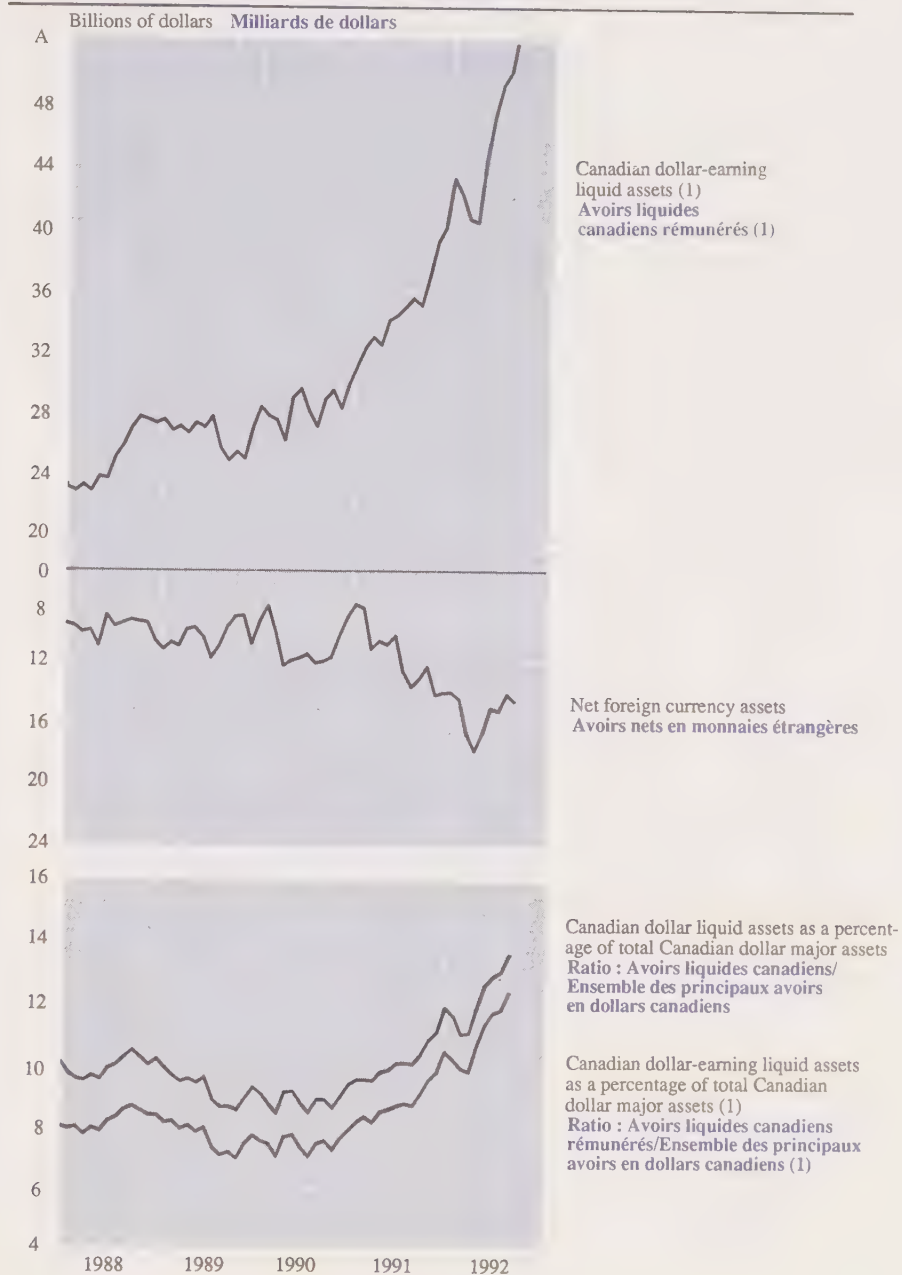 Billions of dollars Milliards de dollars
A
48
44
40
36
32
28
24
20
0
8
12
16
20
24
Canadian dollar-earning
liquid assets (1)
Avoirs liquides
canadiens rémunérés (1)
Net foreign currency assets
Avoirs nets en monnaies étrangères
16
14
12
10
8
6
4
Canadian dollar liquid assets as a percent-
age of total Canadian dollar major assets
Ratio : Avoirs liquides canadiens/
Ensemble des principaux avoirs
en dollars canadiens
Canadian dollar-earning liquid assets
as a percentage of total Canadian
dollar major assets (1)
Ratio : Avoirs liquides canadiens
rémunérés/Ensemble des principaux
avoirs en dollars canadiens (1)
1988 1989 1990 1991 1992